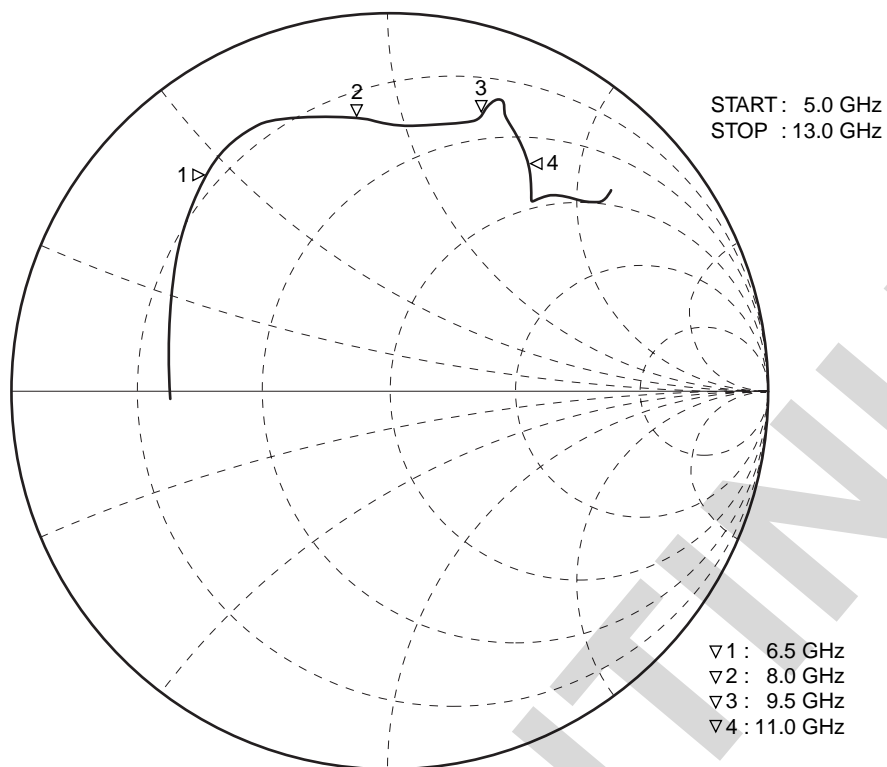 2
3
START : 5.0 GHz
STOP : 13.0 GHz
4
1
▽1 : 6.5 GHz
▽2 : 8.0 GHz
▽3 : 9.5 GHz
▽4 : 11.0 GHz